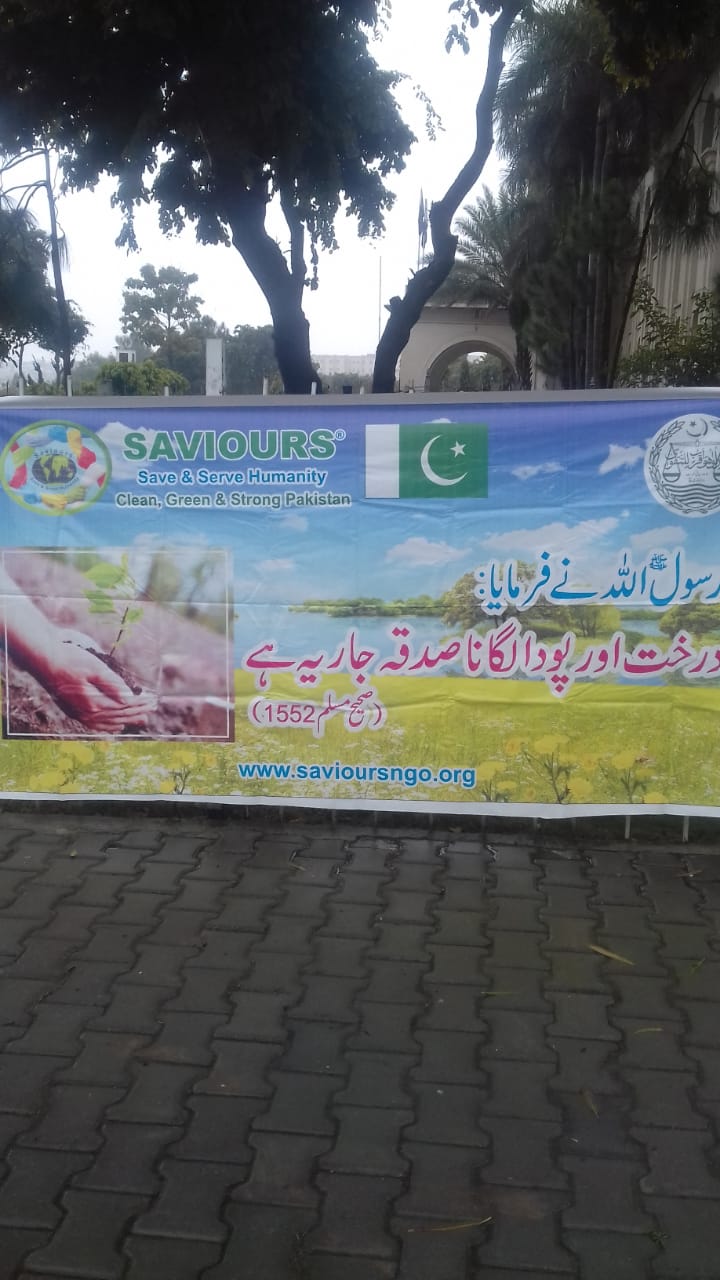 SAVIOURS®
Save & Serve Humanity
Clean, Green & Strong Pakistan
رسول اللہ ﷺ نے فرمایا:
درخت اور پودا لگانا صدقہ جاریہ ہے
(صحیح مسلم 1552)
www.savioursngo.org